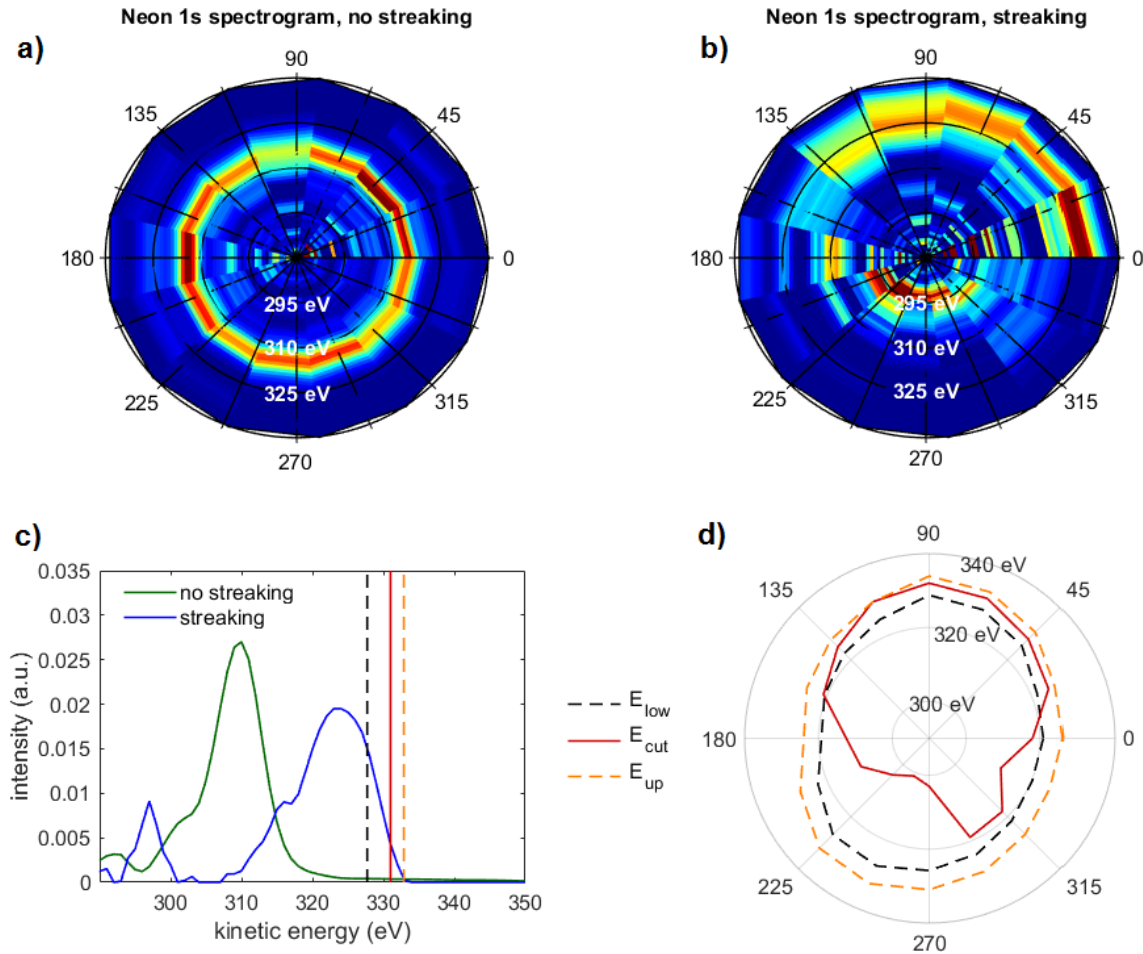 Neon 1s spectrogram, no streaking
a)
90
135
45
180
0
295 eV
310 eV
325 eV
225
315
270
Neon 1s spectrogram, streaking
b)
90
135
45
180
0
295 eV
310 eV
325 eV
225
315
270
c)
0.035
0.03
0.025
0.02
0.015
0.01
0.005
0
intensity (a.u.)
no streaking
streaking
300
310
320
330
340
350
kinetic energy (eV)
E_low
E_cut
E_up
d)
90
340 eV
135
45
320 eV
300 eV
180
0
225
315
270